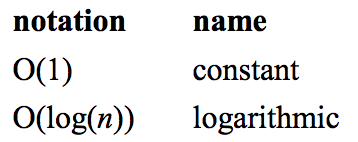 notation name
O(1) constant
O(log(n)) logarithmic